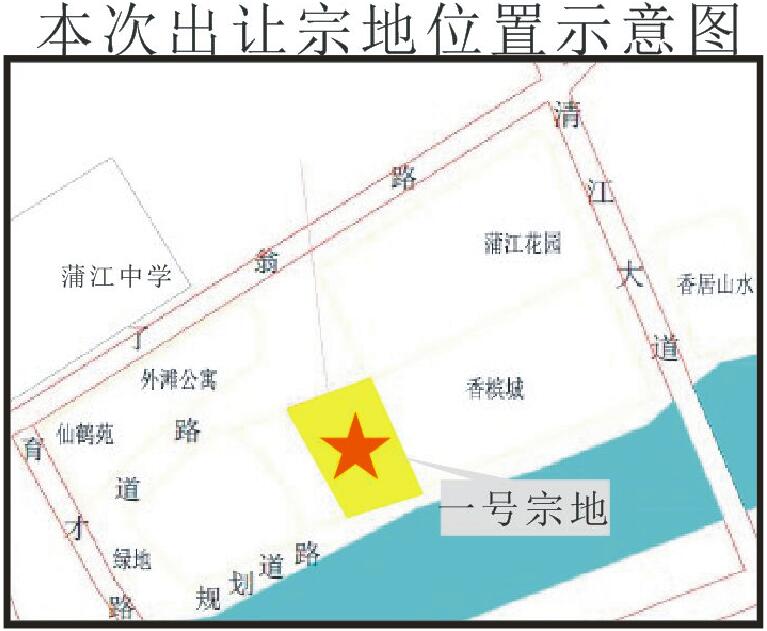 本次出让宗地位置示意图
清江大道
了翁路
蒲江花园
香居山水
蒲江中学
外滩公寓
香槟城
仙鹤苑
育才路
道路
一号宗地
绿地
规划道路